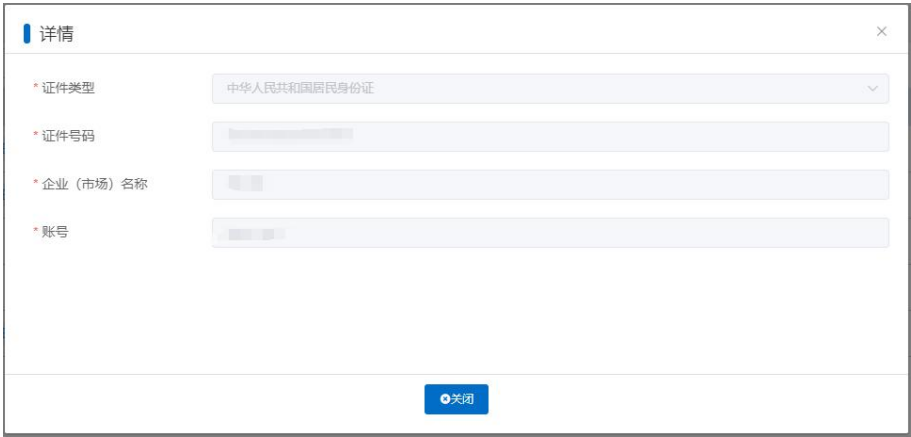 详情
* 证件类型 中华人民共和国居民身份证
* 证件号码
* 企业（市场）名称
* 账号
关闭